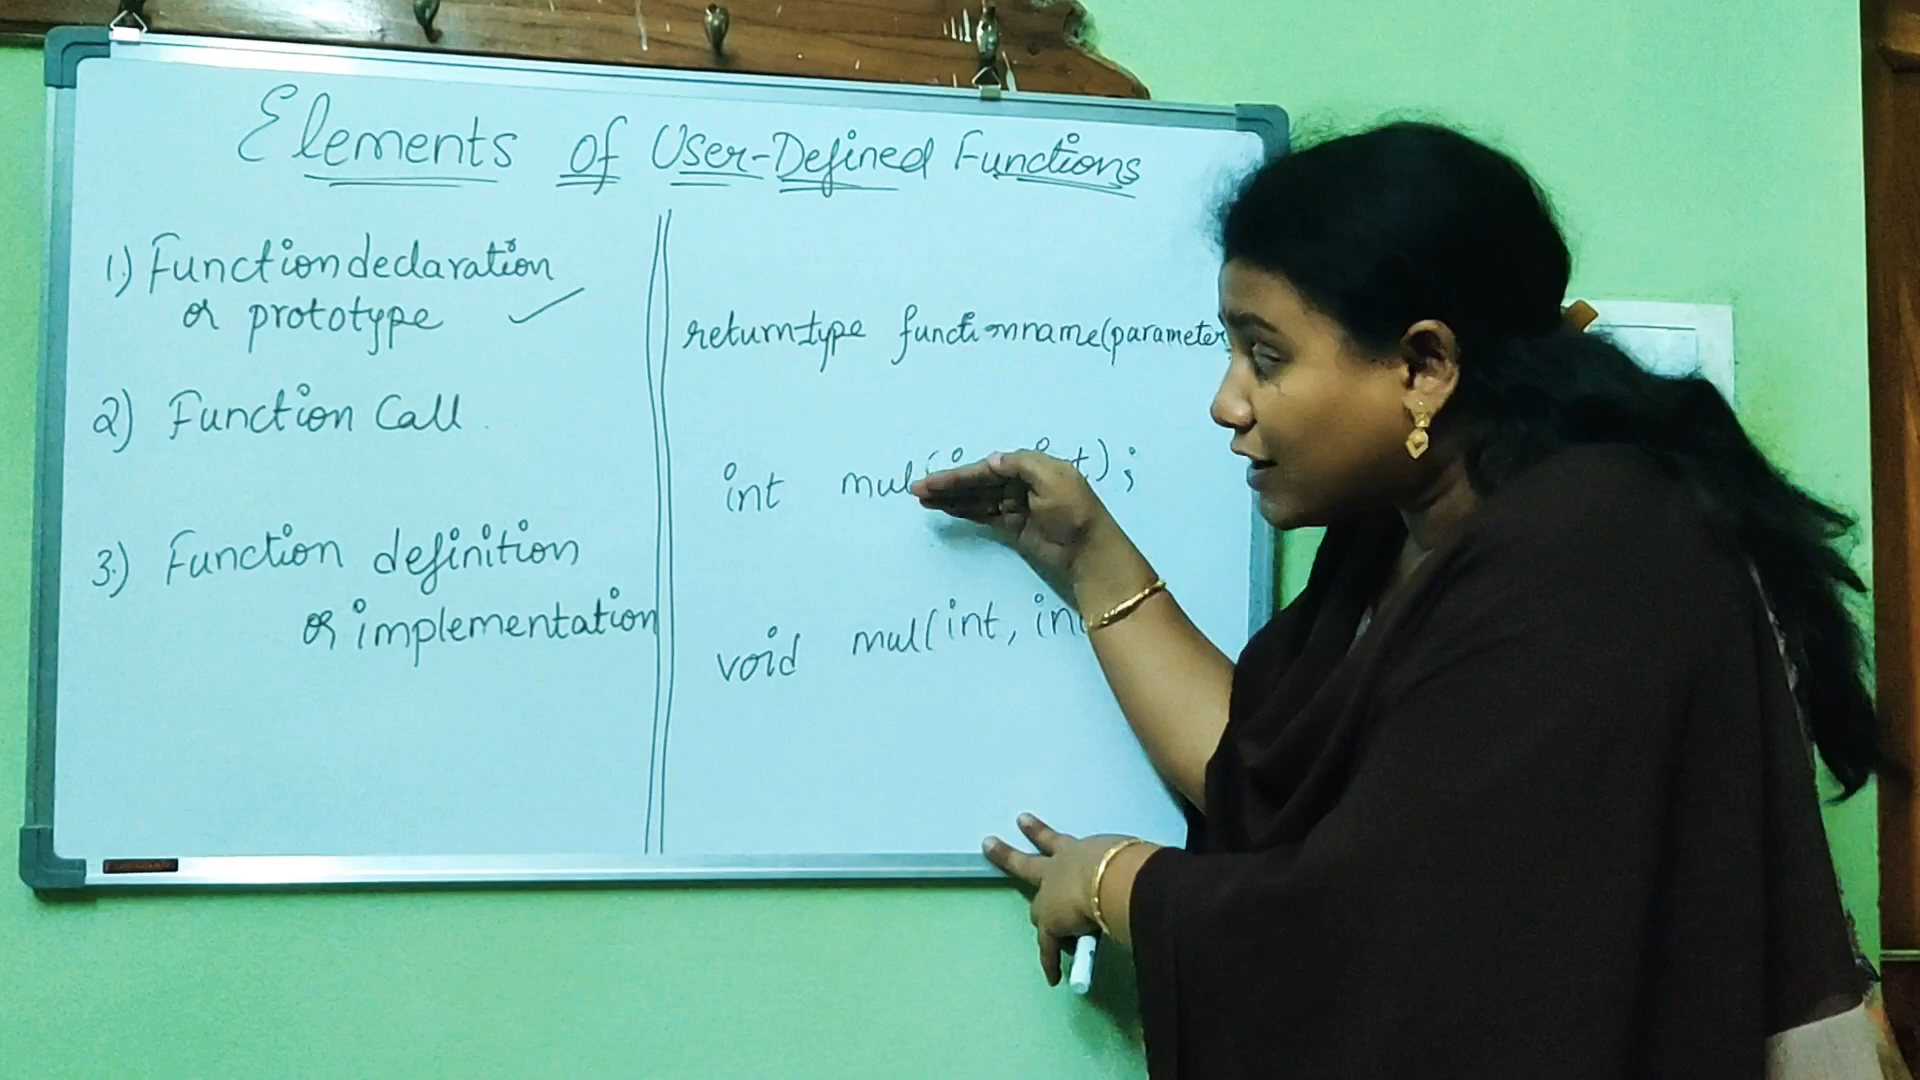 Elements of User-Defined Functions
1.) Function declaration
or prototype
2) Function Call
3.) Function definition
or implementation
returntype functionname(parameter
int mul( t) ;
void mul(int, in